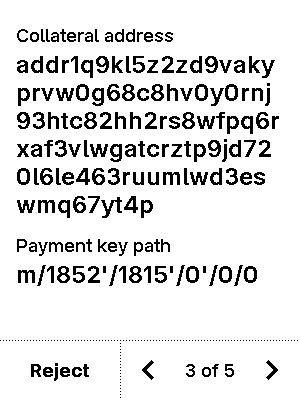 Collateral address
addr1q9kl5z2zd9vaky
prvw0g68c8hv0y0rnj
93htc82hh2rs8wfpq6r
xaf3vlwgatcrztp9jd72
0l6le463ruumlwd3es
wmq67yt4p
Payment key path
m/1852'/1815'/0'/0/0
Reject
3 of 5